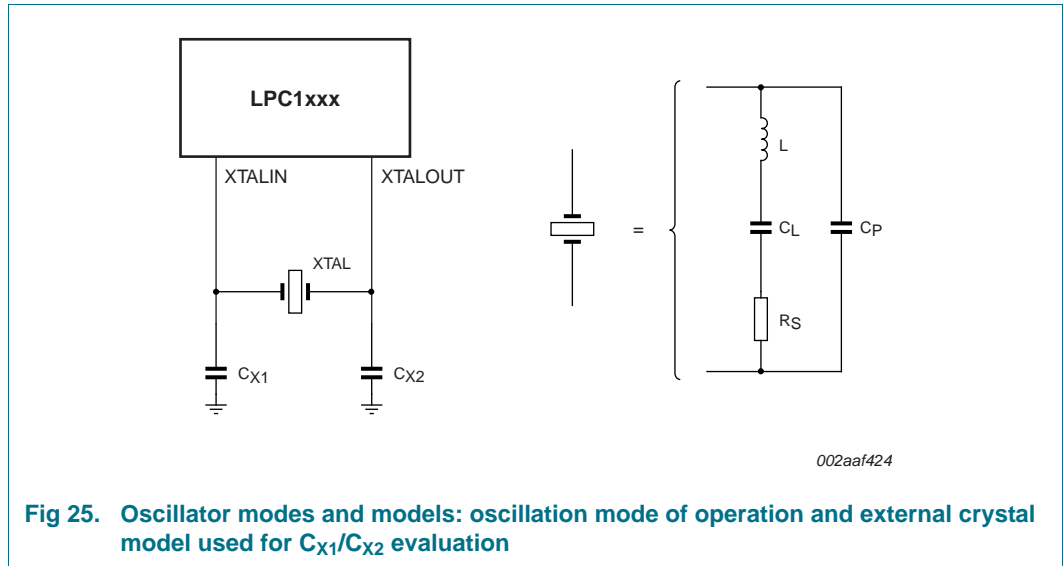 LPC1xxx
XTALIN
XTALOUT
XTAL
CX1
CX2
=
L
CL
CP
RS
002aaf424
Fig 25. Oscillator modes and models: oscillation mode of operation and external crystal
model used for CX1/CX2 evaluation